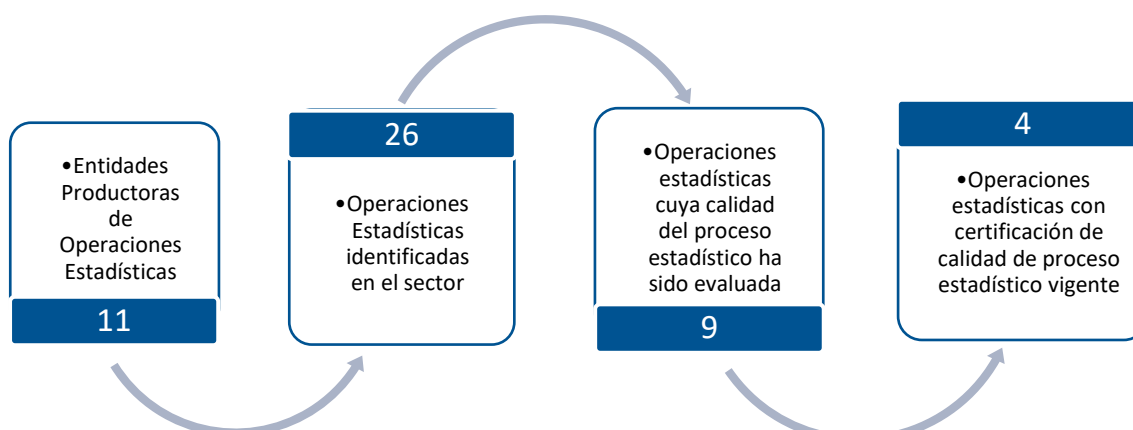 •Entidades
Productoras
de
Operaciones
Estadísticas
11
26
•Operaciones
Estadísticas
identificadas
en el sector
•Operaciones
estadísticas
cuya calidad
del proceso
estadístico ha
sido evaluada
9
4
•Operaciones
estadísticas con
certificación de
calidad de proceso
estadístico vigente